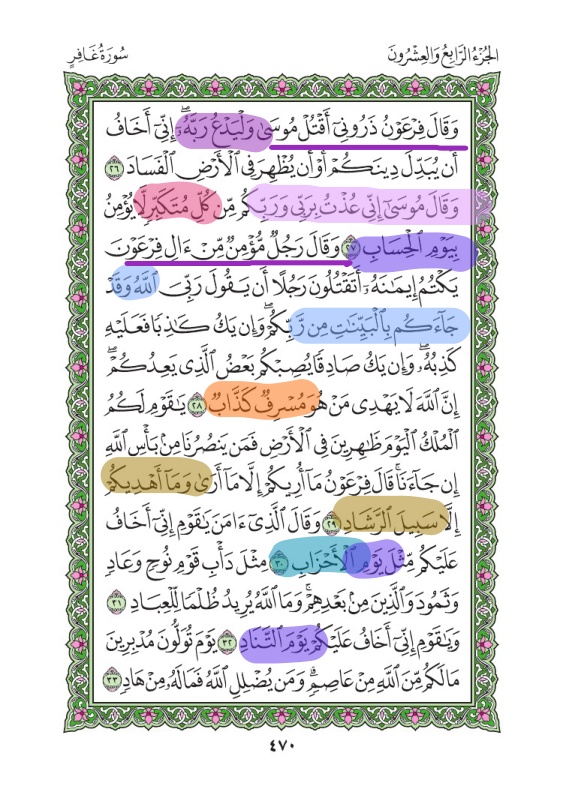 الجُزْءُ الرَّابِعُ وَالعِشْرُونَ
سُورَةُ غَافِرٍ
وَقَالَ فِرْعَوْنُ ذَرُونِىٓ أَقْتُلْ مُوسَىٰ وَلْيَدْعُ رَبَّهُۥٓۖ إِنِّىٓ أَخَافُ
أَن يُبَدِّلَ دِينَكُمْ أَوْ أَن يُظْهِرَ فِى ٱلْأَرْضِ ٱلْفَسَادَ ٢٦
وَقَالَ مُوسَىٰٓ إِنِّى عُذْتُ بِرَبِّى وَرَبِّكُم مِّن كُلِّ مُتَكَبِّرٍ لَّا يُؤْمِنُ
بِيَوْمِ ٱلْحِسَابِ ٢٧ وَقَالَ رَجُلٌ مُّؤْمِنٌ مِّنْ ءَالِ فِرْعَوْنَ
يَكْتُمُ إِيمَٰنَهُۥٓ أَتَقْتُلُونَ رَجُلًا أَن يَقُولَ رَبِّىَ ٱللَّهُ وَقَدْ
جَآءَكُم بِٱلْبَيِّنَٰتِ مِن رَّبِّكُمْۖ وَإِن يَكُ كَٰذِبًا فَعَلَيْهِ
كَذِبُهُۥۖ وَإِن يَكُ صَادِقًا يُصِبْكُم بَعْضُ ٱلَّذِى يَعِدُكُمْۖ
إِنَّ ٱللَّهَ لَا يَهْدِى مَنْ هُوَ مُسْرِفٌ كَذَّابٌ ٢٨ يَٰقَوْمِ لَكُمُ
ٱلْمُلْكُ ٱلْيَوْمَ ظَٰهِرِينَ فِى ٱلْأَرْضِ فَمَن يَنصُرُنَا مِنۢ بَأْسِ ٱللَّهِ
إِن جَآءَنَاۚ قَالَ فِرْعَوْنُ مَآ أُرِيكُمْ إِلَّا مَآ أَرَىٰ وَمَآ أَهْدِيكُمْ
إِلَّا سَبِيلَ ٱلرَّشَادِ ٢٩ وَقَالَ ٱلَّذِىٓ ءَامَنَ يَٰقَوْمِ إِنِّىٓ أَخَافُ
عَلَيْكُم مِّثْلَ يَوْمِ ٱلْأَحْزَابِ ٣٠ مِثْلَ دَأْبِ قَوْمِ نُوحٍ وَعَادٍ
وَثَمُودَ وَٱلَّذِينَ مِنۢ بَعْدِهِمْۚ وَمَا ٱللَّهُ يُرِيدُ ظُلْمًا لِّلْعِبَادِ ٣١
وَيَٰقَوْمِ إِنِّىٓ أَخَافُ عَلَيْكُمْ يَوْمَ ٱلتَّنَادِ ٣٢ يَوْمَ تُوَلُّونَ مُدْبِرِينَ
مَا لَكُم مِّنَ ٱللَّهِ مِنْ عَاصِمٍۗ وَمَن يُضْلِلِ ٱللَّهُ فَمَا لَهُۥ مِنْ هَادٍ ٣٣
٤٧٠